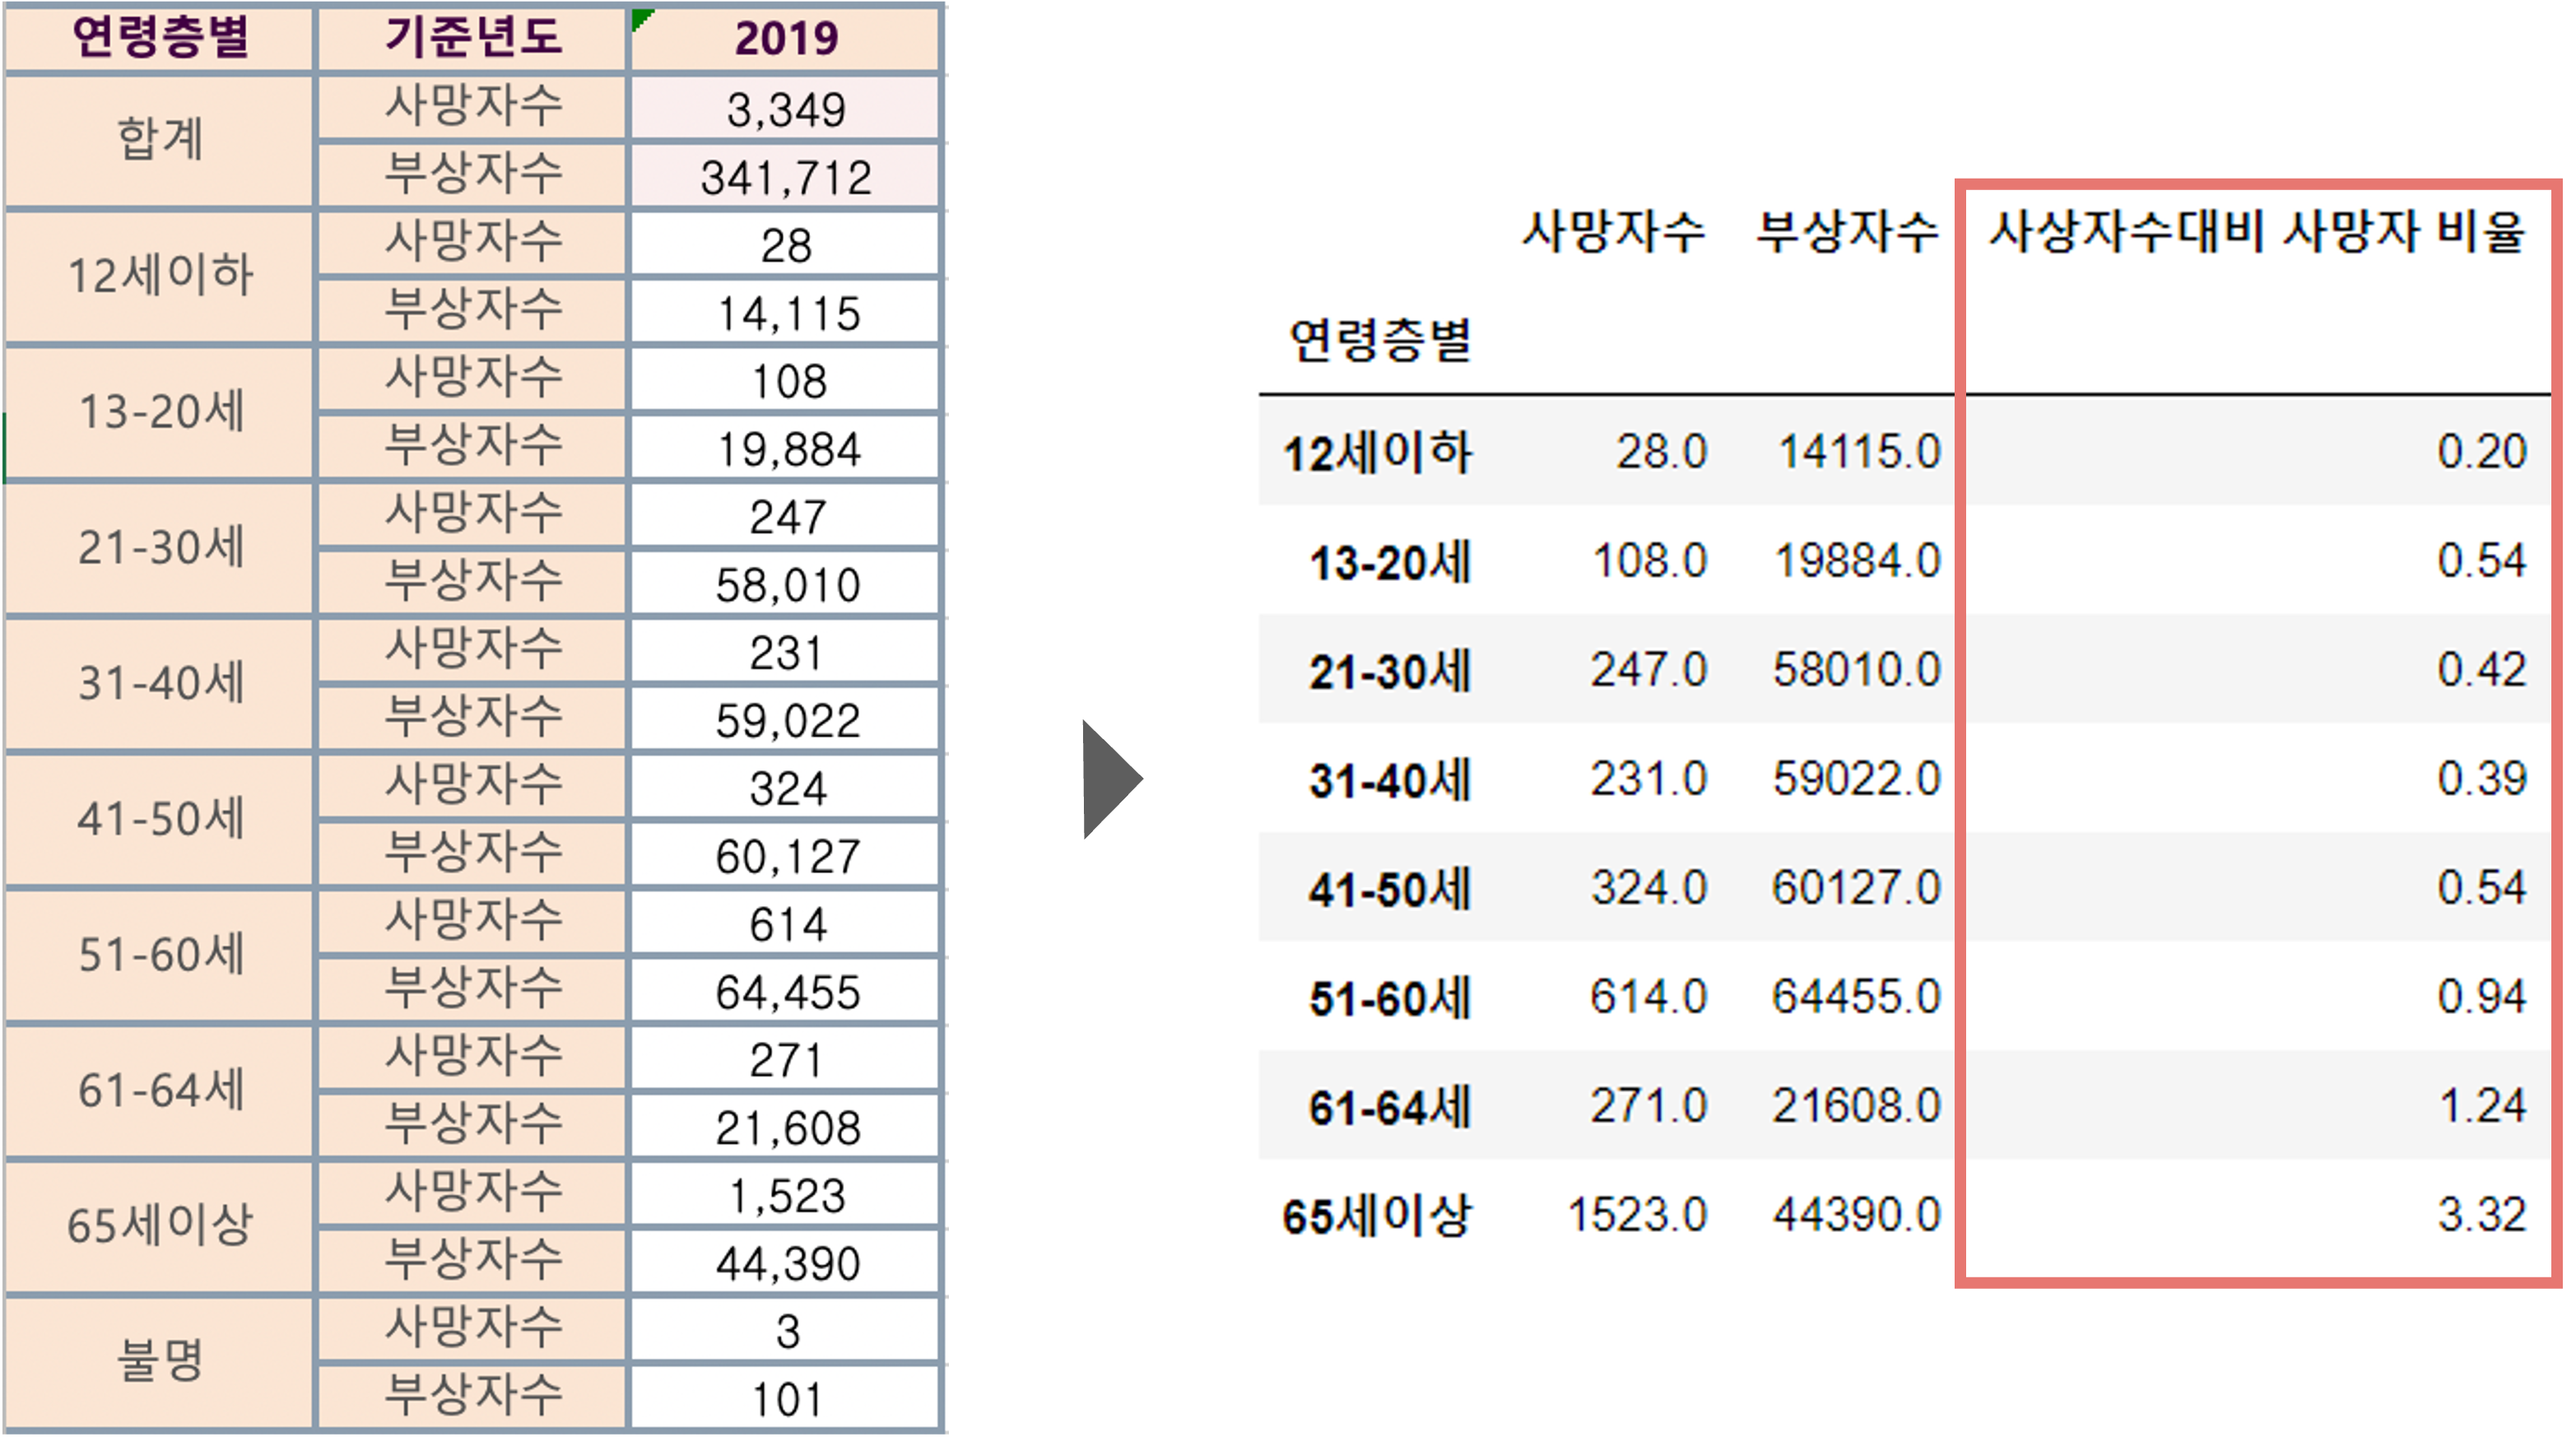 연령층별 기준년도 2019
합계 사망자수 3,349
부상자수 341,712
12세이하 사망자수 28
부상자수 14,115
13-20세 사망자수 108
부상자수 19,884
21-30세 사망자수 247
부상자수 58,010
31-40세 사망자수 231
부상자수 59,022
41-50세 사망자수 324
부상자수 60,127
51-60세 사망자수 614
부상자수 64,455
61-64세 사망자수 271
부상자수 21,608
65세이상 사망자수 1,523
부상자수 44,390
불명 사망자수 3
부상자수 101
사망자수 부상자수 사상자수대비 사망자 비율
연령층별
12세이하 28.0 14115.0 0.20
13-20세 108.0 19884.0 0.54
21-30세 247.0 58010.0 0.42
31-40세 231.0 59022.0 0.39
41-50세 324.0 60127.0 0.54
51-60세 614.0 64455.0 0.94
61-64세 271.0 21608.0 1.24
65세이상 1523.0 44390.0 3.32